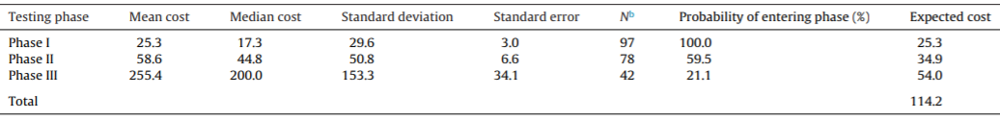 Testing phase Mean cost Median cost Standard deviation Standard error Nᵇ Probability of entering phase (%) Expected cost
Phase I 25.3 17.3 29.6 3.0 97 100.0 25.3
Phase II 58.6 44.8 50.8 6.6 78 59.5 34.9
Phase III 255.4 200.0 153.3 34.1 42 21.1 54.0
Total 114.2